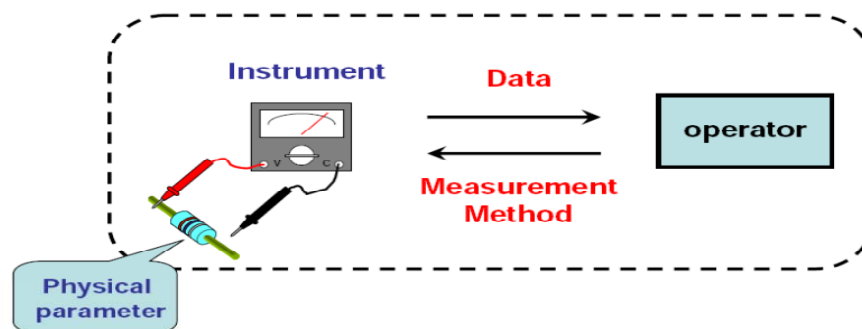 Instrument
Data
operator
V C
Measurement
Method
Physical
parameter